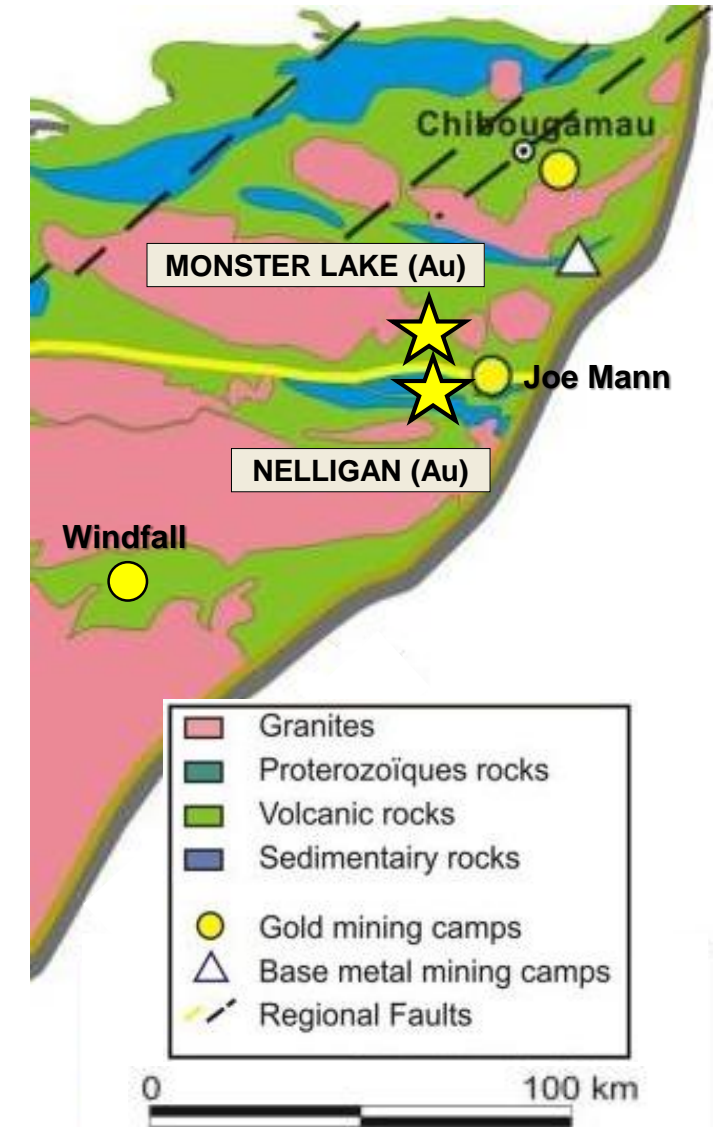 Chibougamau
MONSTER LAKE (Au)
Joe Mann
NELLIGAN (Au)
Windfall
Granites
Proterozoïques rocks
Volcanic rocks
Sedimentairy rocks
Gold mining camps
Base metal mining camps
Regional Faults
0 100 km